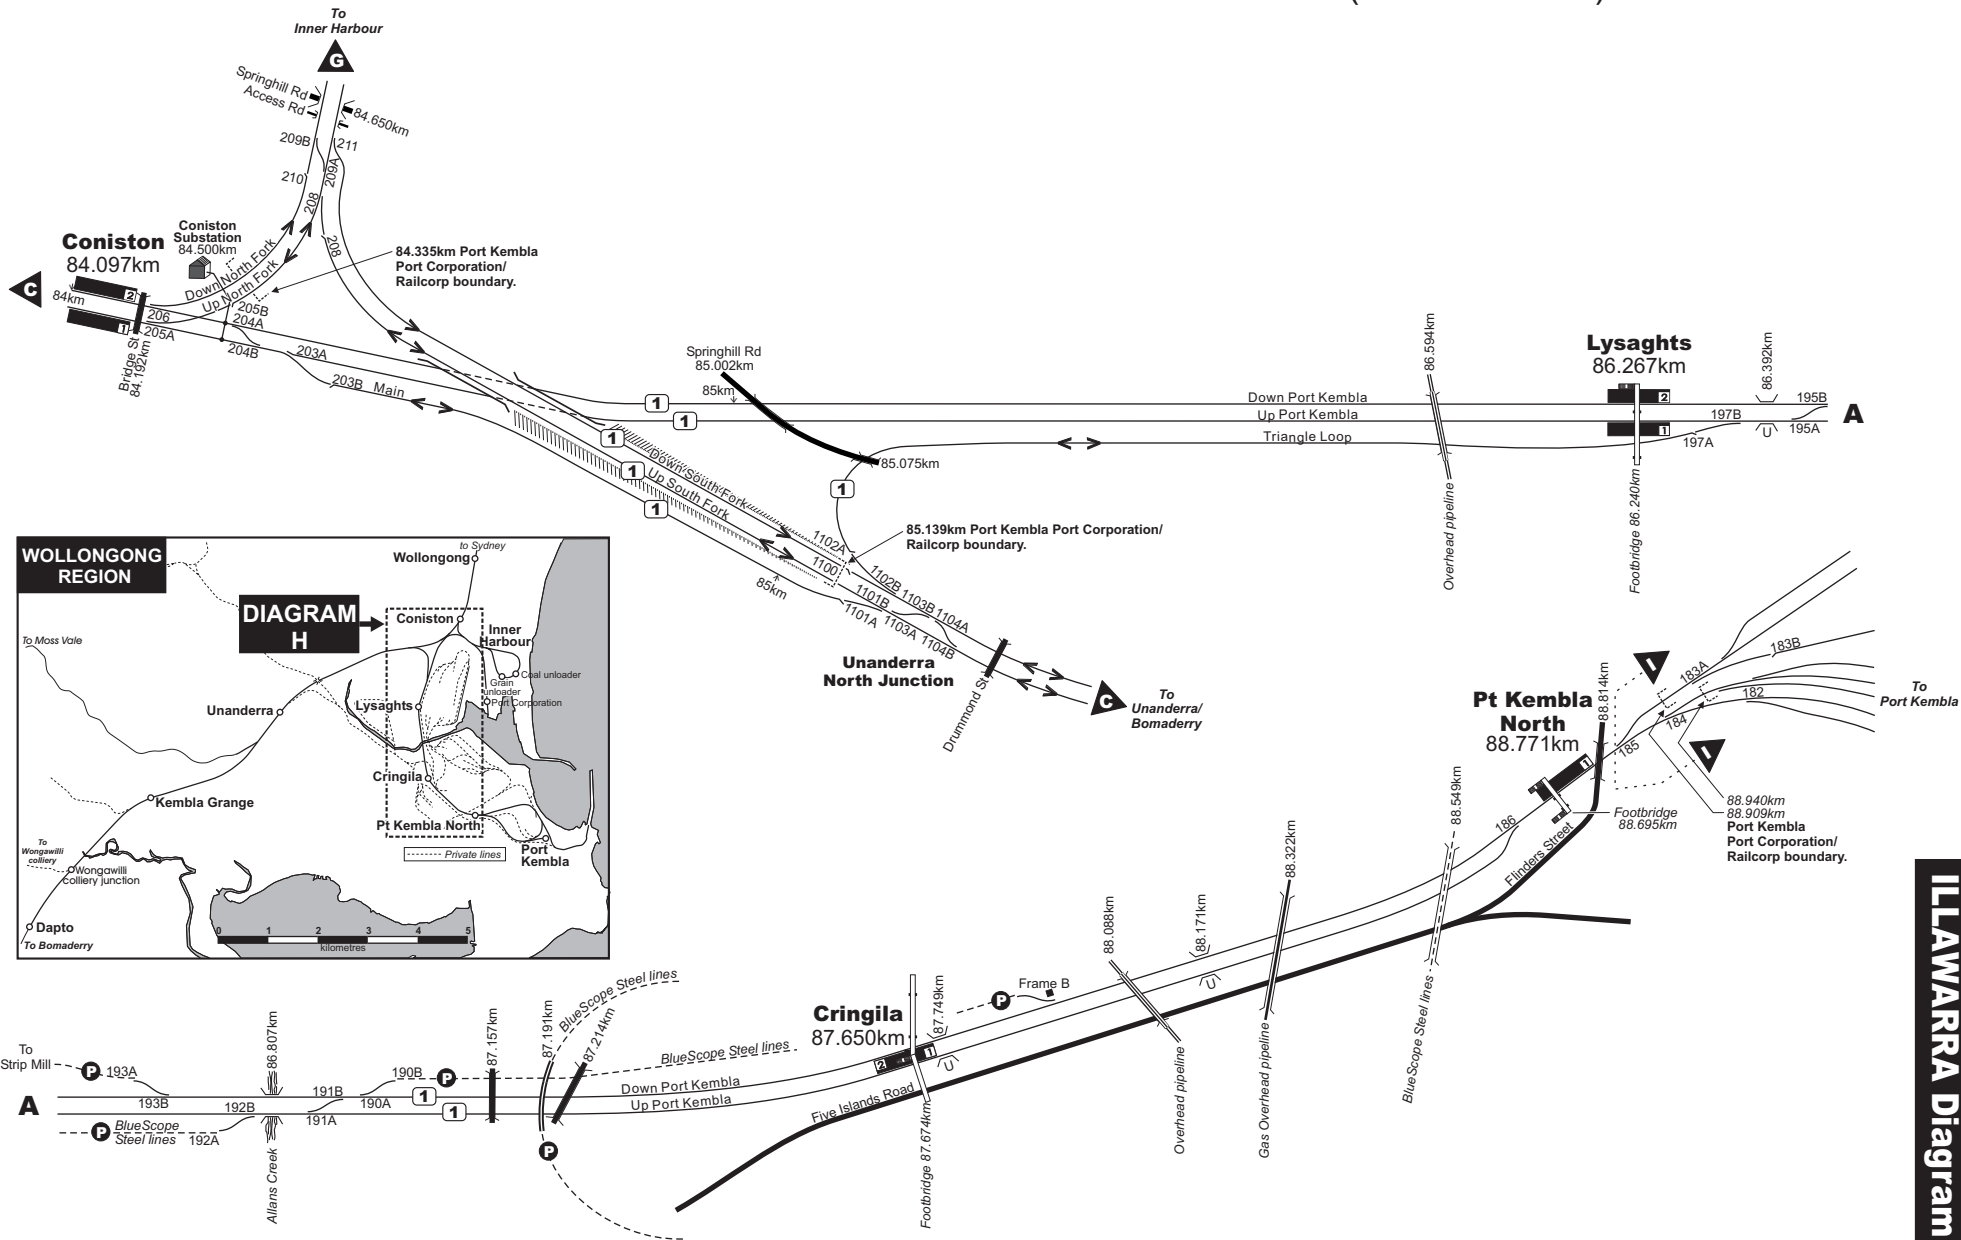 To
Inner Harbour
G
Springhill Rd
Access Rd
84.650km
209B
211
210
209A
208
208
Coniston
Substation
84.500km
Coniston
84.097km
C
84km
2
1
Down North Fork
Up North Fork
84.335km Port Kembla
Port Corporation/
Railcorp boundary.
206
205A
205B
204A
204B
203A
203B
Main
Bridge St
84.192km
Springhill Rd
85.002km
85km
1
1
1
1
1
1
Down South Fork
Up South Fork
85.075km
85.139km Port Kembla Port Corporation/
Railcorp boundary.
85km
1102A
1100
1102B
1101B
1101A
1103B
1103A
1104A
1104B
Unanderra
North Junction
Drummond St
C
To
Unanderra/
Bomaderry
Down Port Kembla
Up Port Kembla
Triangle Loop
86.594km
Overhead pipeline
Lysaghts
86.267km
2
1
Footbridge 86.240km
86.392km
U
195B
197B
195A
197A
A
WOLLONGONG
REGION
DIAGRAM
H
to Sydney
Wollongong
Coniston
Inner
Harbour
Coal unloader
Grain
unloader
Port Corporation
To Moss Vale
Unanderra
Lysaghts
Cringila
Kembla Grange
Pt Kembla North
Port
Kembla
Private lines
To
Wongawilli
colliery
Wongawilli
colliery junction
Dapto
To Bomaderry
0 1 2 3 4 5
kilometres
Pt Kembla
North
88.771km
1
88.814km
I
I
183A
183B
182
184
185
186
To
Port Kembla
88.940km
88.909km
Port Kembla
Port Corporation/
Railcorp boundary.
Footbridge
88.695km
Flinders Street
88.549km
BlueScope Steel lines
88.322km
Gas Overhead pipeline
88.171km
U
88.088km
Overhead pipeline
Frame B
P
Cringila
87.650km
2
1
87.749km
U
Footbridge 87.674km
Five Islands Road
BlueScope Steel lines
BlueScope Steel lines
Down Port Kembla
Up Port Kembla
87.214km
87.191km
87.157km
P
To
Strip Mill
P
193A
193B
A
192B
192A
P
BlueScope
Steel lines
86.807km
Allans Creek
191B
191A
190B
190A
P
1
1
ILLAWARRA Diagram